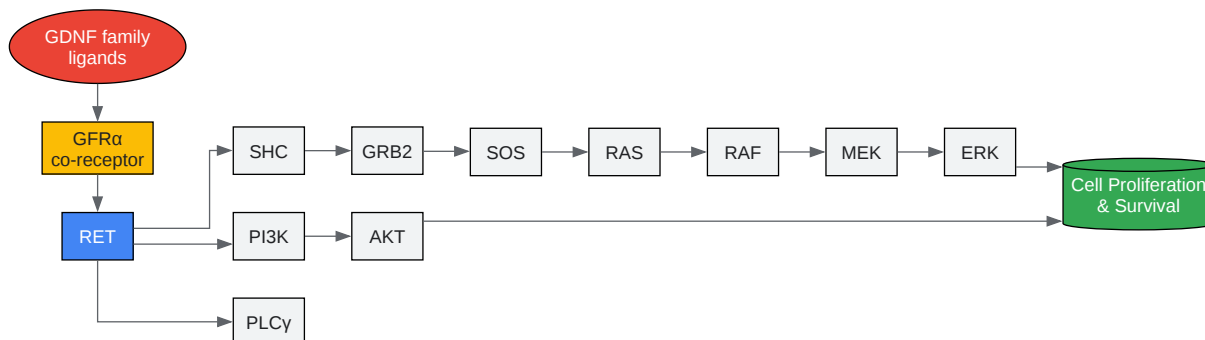 GDNF family
ligands
GFRα
co-receptor
SHC
GRB2
SOS
RAS
RAF
MEK
ERK
Cell Proliferation
& Survival
RET
PI3K
AKT
PLCγ